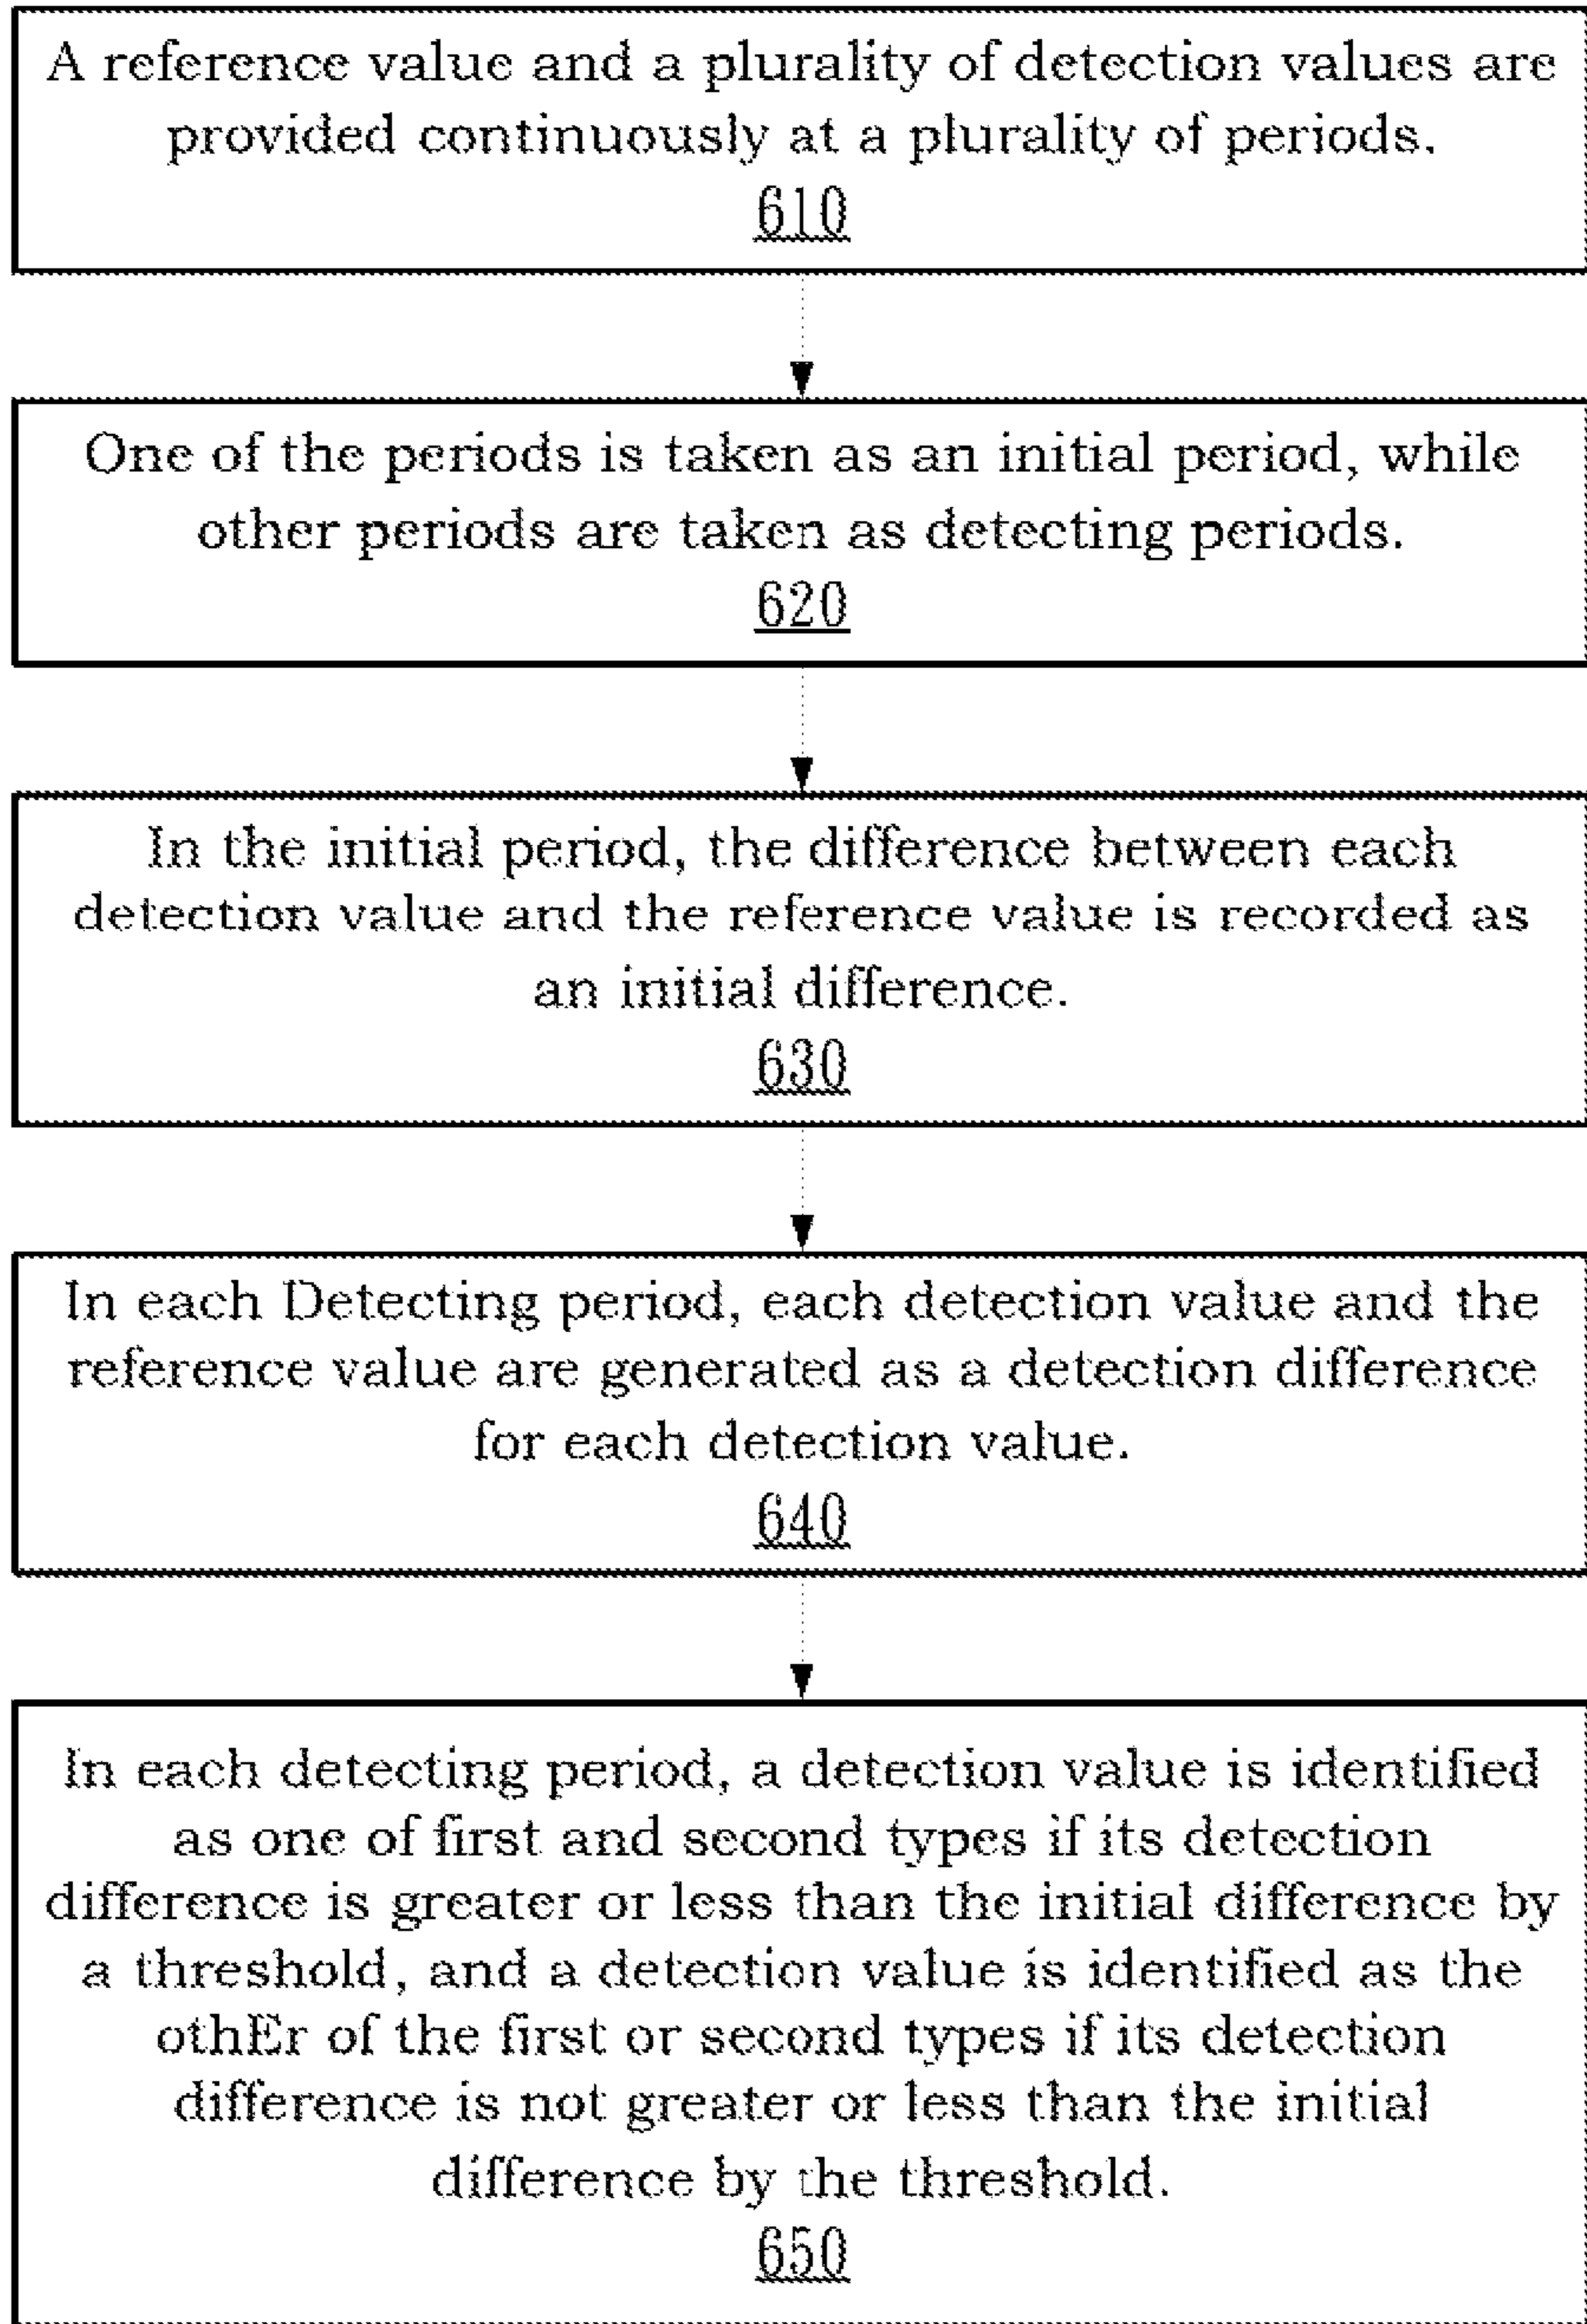 A reference value and a plurality of detection values are
provided continuously at a plurality of periods.
610
One of the periods is taken as an initial period, while
other periods are taken as detecting periods.
620
In the initial period, the difference between each
detection value and the reference value is recorded as
an initial difference.
630
In each Detecting period, each detection value and the
reference value are generated as a detection difference
for each detection value.
640
In each detecting period, a detection value is identified
as one of first and second types if its detection
difference is greater or less than the initial difference by
a threshold, and a detection value is identified as the
othEr of the first or second types if its detection
difference is not greater or less than the initial
difference by the threshold.
650